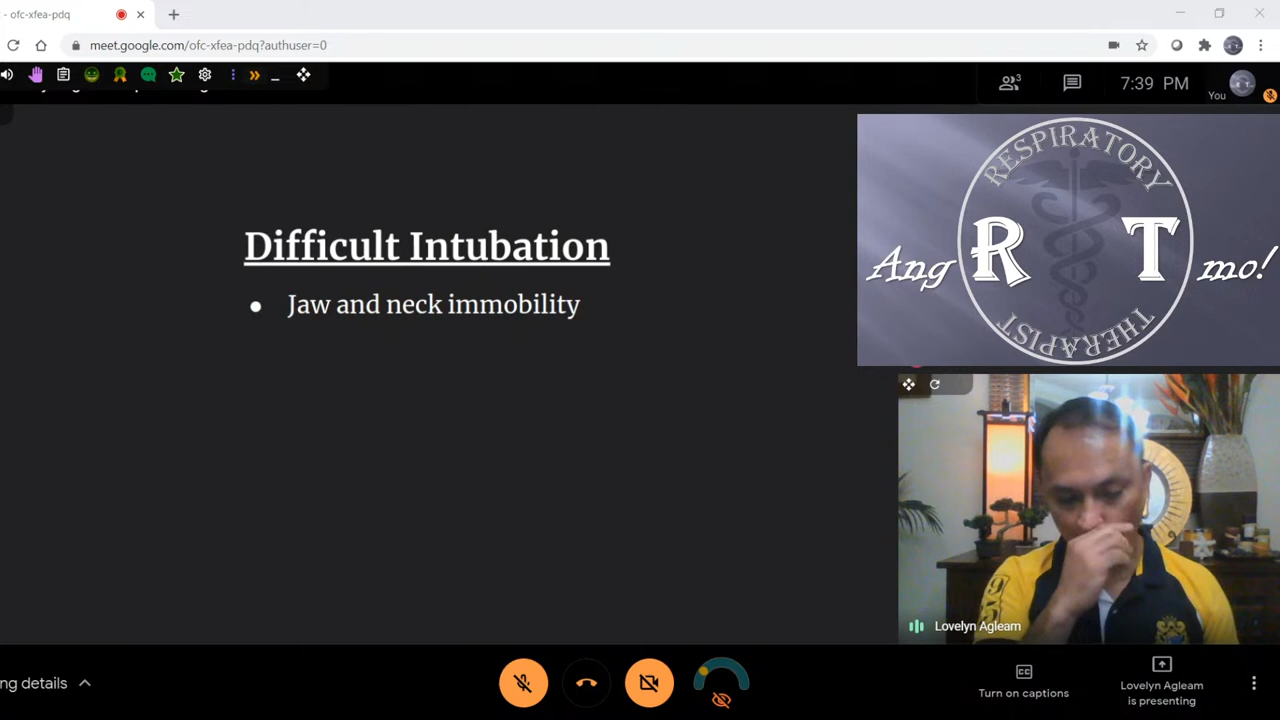 - ofc-xfea-pdq
meet.google.com/ofc-xfea-pdq?authuser=0
3
7:39 PM
You
RESPIRATORY
Ang R T mo!
THERAPIST
Difficult Intubation
● Jaw and neck immobility
Lovelyn Agleam
ng details
Turn on captions
Lovelyn Agleam
is presenting